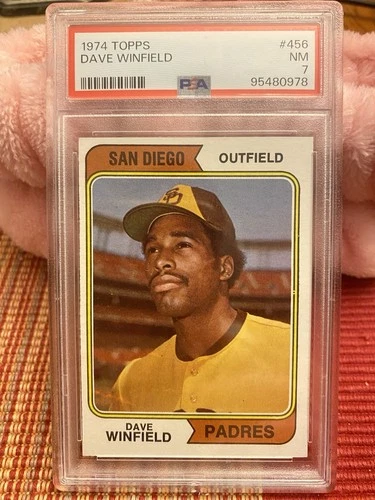 1974 TOPPS #456
DAVE WINFIELD NM
7
PSA 95480978
SAN DIEGO OUTFIELD
SD
DAVE
WINFIELD PADRES